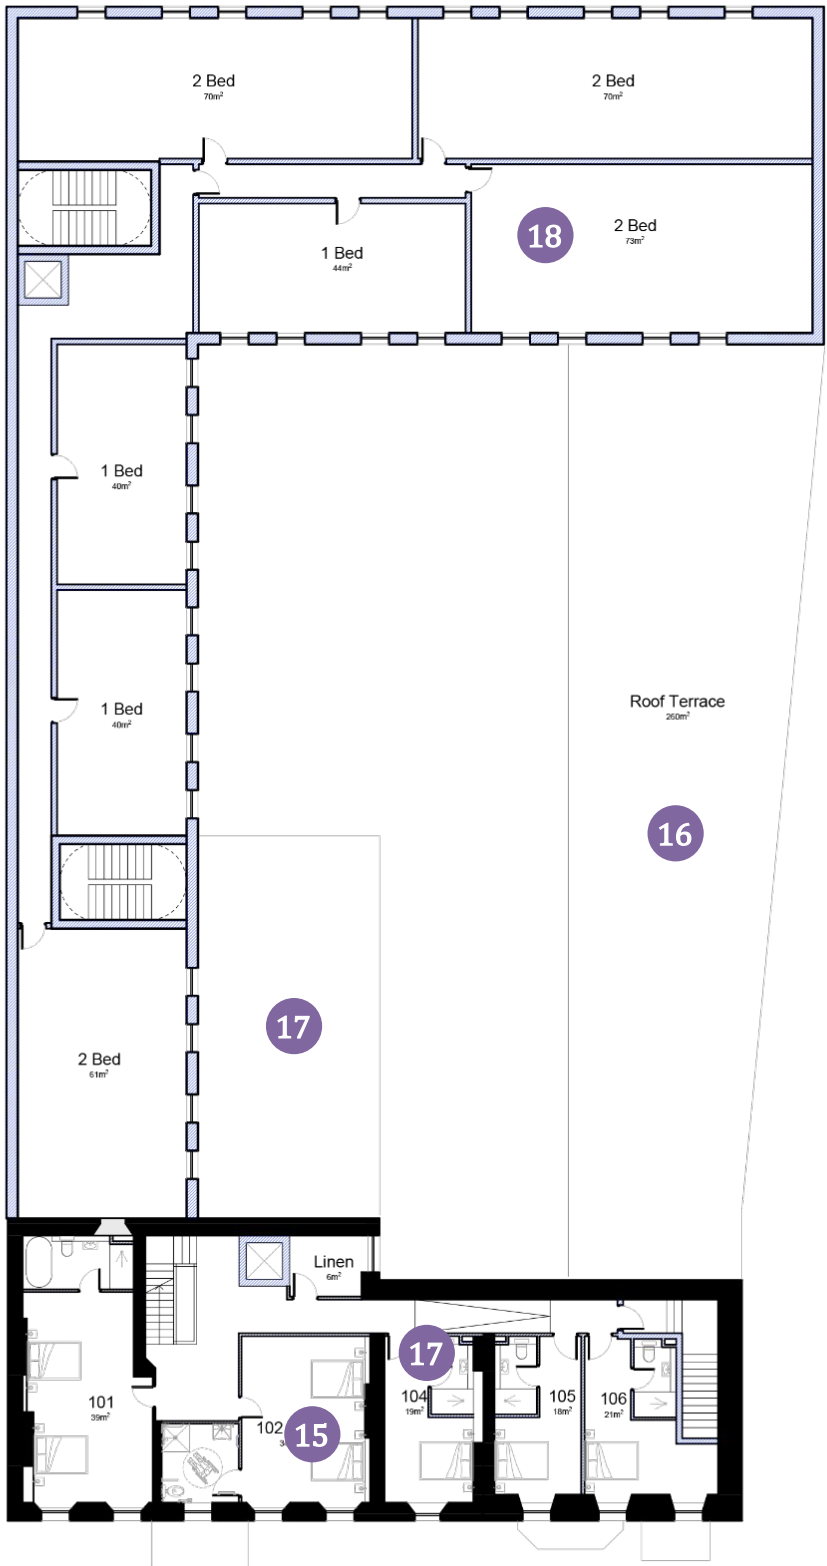 2 Bed
70m²
2 Bed
70m²
18
2 Bed
73m²
1 Bed
44m²
1 Bed
40m²
1 Bed
40m²
Roof Terrace
260m²
16
17
2 Bed
61m²
Linen
6m²
17
101
39m²
102
15
104
19m²
105
18m²
106
21m²